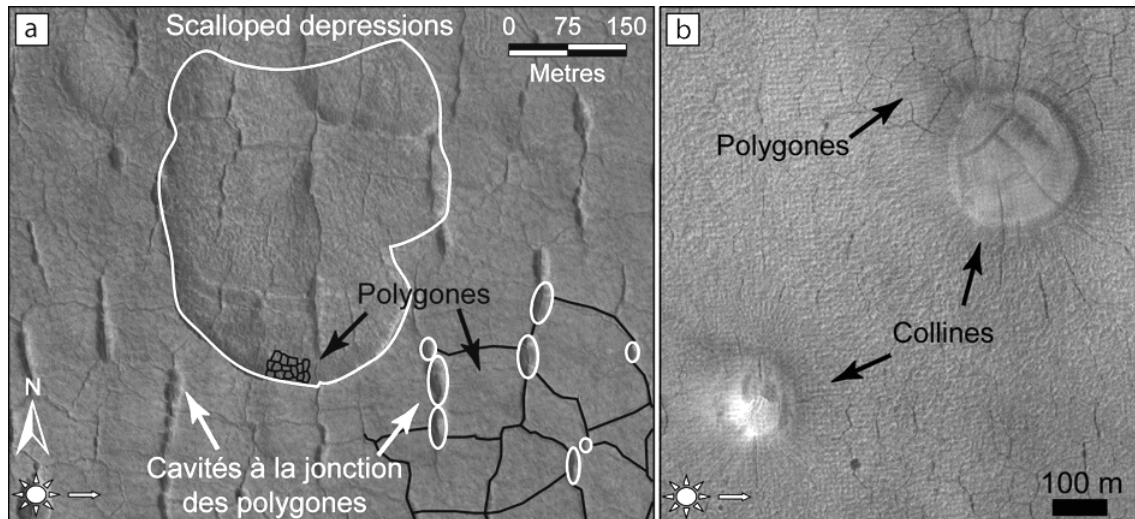 a
Scalloped depressions
0 75 150
Metres
Polygones
N
Cavités à la jonction
des polygones
b
Polygones
Collines
100 m